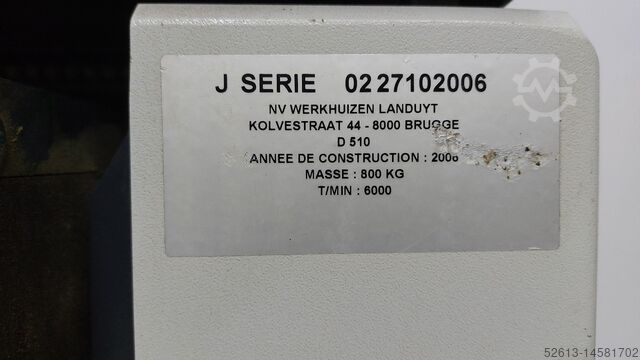 J SERIE 02 27102006
NV WERKHUIZEN LANDUYT
KOLVESTRAAT 44 - 8000 BRUGGE
D 510
ANNEE DE CONSTRUCTION : 2006
MASSE : 800 KG
T/MIN : 6000
52613-14581702